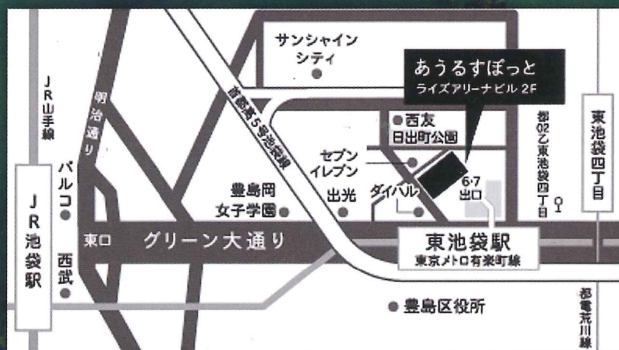 サンシャイン
シティ
あうるすぽっと
ライズアリーナビル 2F
JR山手線
明治通り
首都高5号池袋線
西友
日出町公園
都02乙東池袋四丁目
東池袋四丁目
セブン
イレブン
パルコ
豊島岡
女子学園
出光
ダイハル
6・7
出口
JR池袋駅
東口
グリーン大通り
東池袋駅
東京メトロ有楽町線
西武
豊島区役所
都電荒川線